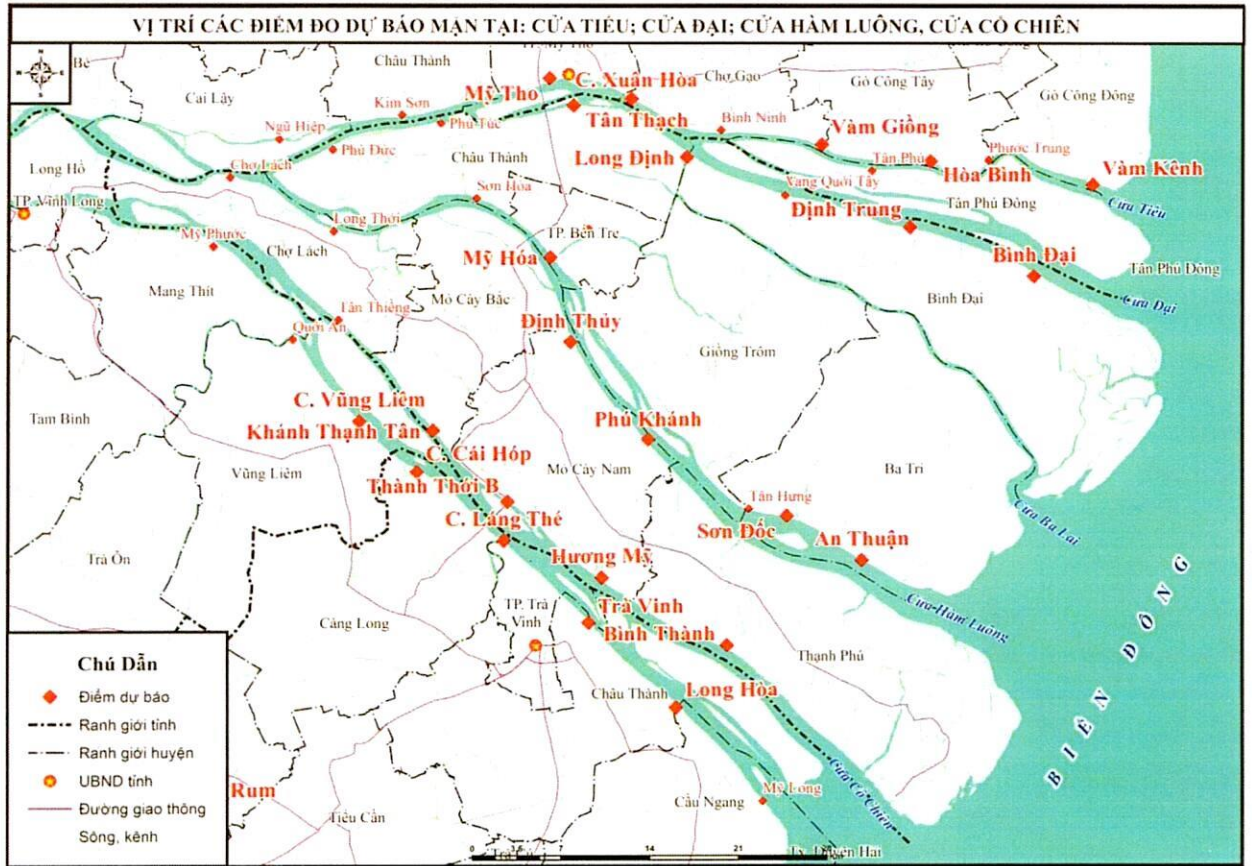 VỊ TRÍ CÁC ĐIỂM ĐO DỰ BÁO MẶN TẠI: CỬA TIỂU; CỬA ĐẠI; CỬA HÀM LUÔNG, CỬA CỔ CHIÊN
Châu Thành
Chợ Gạo
Gò Công Tây
Gò Công Đông
Cai Lậy
Kim Sơn
Mỹ Tho
C. Xuân Hòa
Ngũ Hiệp
Phú Túc
Tân Thạch
Bình Ninh
Vàm Giồng
Phú Đức
Châu Thành
Long Định
Tân Phú
Phước Trung
Long Hồ
Chợ Lách
Hòa Bình
Vàm Kênh
Sơn Hòa
Vang Quới Tây
Tân Phú Đông
Cửa Tiểu
TP. Vĩnh Long
Định Trung
Long Thới
TP. Bến Tre
Mỹ Phước
Chợ Lách
Mỹ Hóa
Bình Đại
Tân Phú Đông
Mang Thít
Mỏ Cày Bắc
Bình Đại
Cửa Đại
Tân Thiềng
Quới An
Định Thủy
Giồng Trôm
C. Vũng Liêm
Tam Bình
Khánh Thạnh Tân
Phú Khánh
C. Cái Hóp
Vũng Liêm
Mỏ Cày Nam
Ba Tri
Thành Thới B
Tân Hưng
Cửa Ba Lai
C. Láng Thé
Sơn Đốc
An Thuận
Trà Ôn
Hương Mỹ
Cửa Hàm Luông
Trà Vinh
Càng Long
TP. Trà
Vinh
Bình Thành
Thạnh Phú
BIỂN ĐÔNG
Châu Thành
Long Hòa
Cửa Cổ Chiên
Mỹ Long
Cầu Ngang
Tiểu Cần
Rum
Chú Dẫn
Điểm dự báo
Ranh giới tỉnh
Ranh giới huyện
UBND tỉnh
Đường giao thông
Sông, kênh
0 3.5 7 14 21
Tx. Duyên Hải